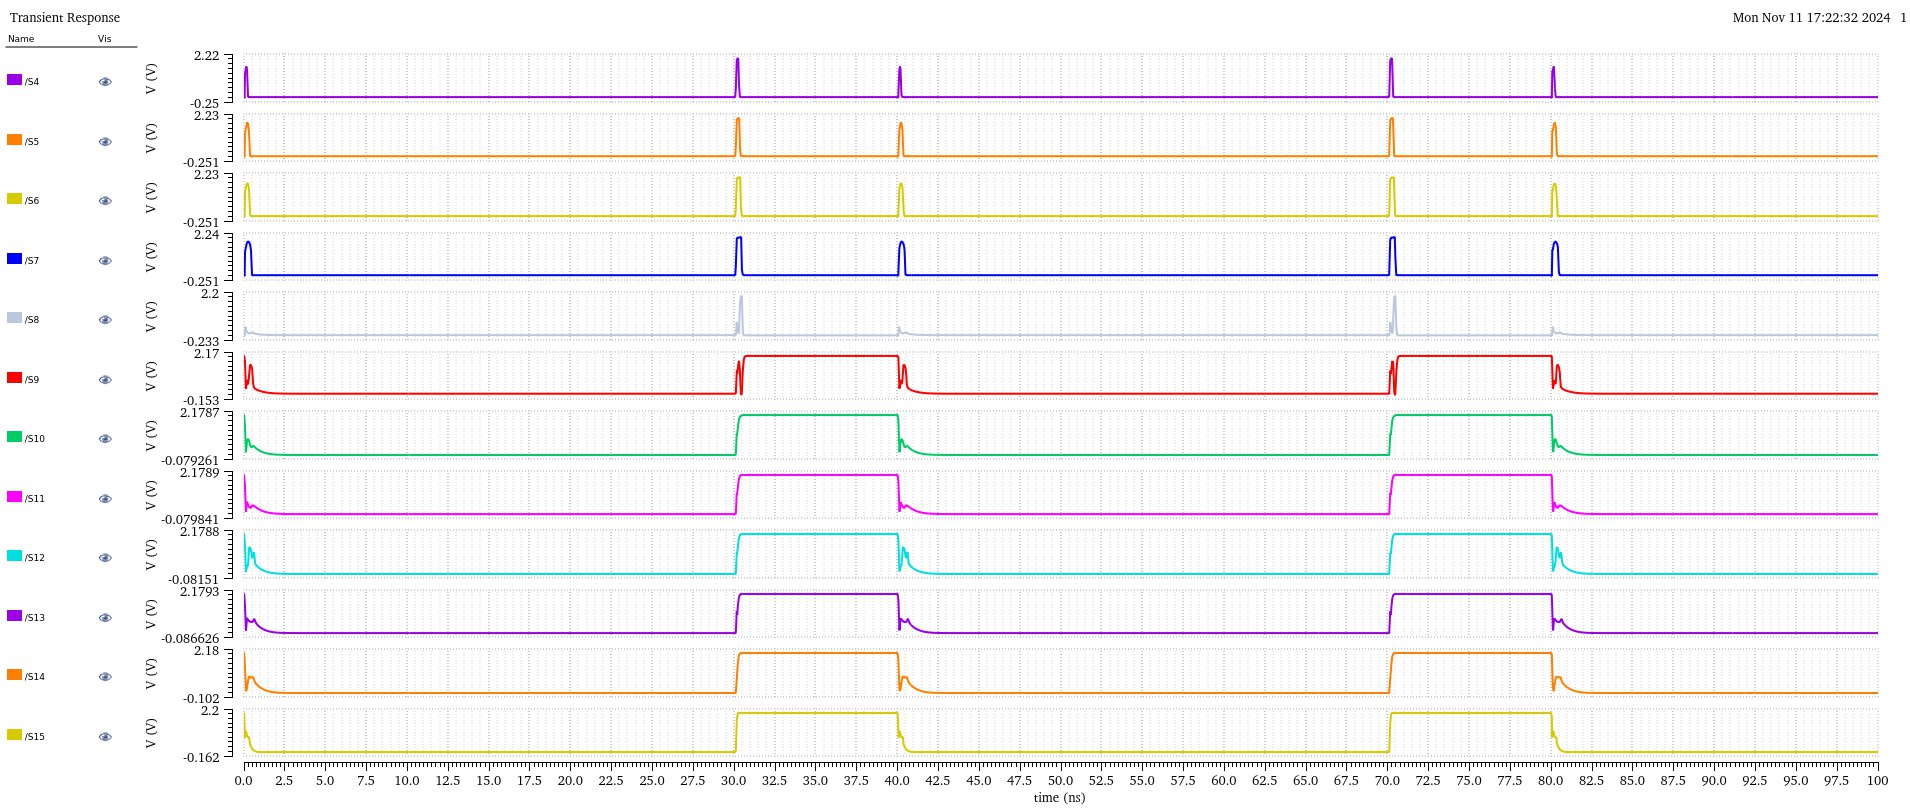 Transient Response
Mon Nov 11 17:22:32 2024 1
Name Vis
/S4 V (V) 2.22 -0.25
/S5 V (V) 2.23 -0.251
/S6 V (V) 2.23 -0.251
/S7 V (V) 2.24 -0.251
/S8 V (V) 2.2 -0.233
/S9 V (V) 2.17 -0.153
/S10 V (V) 2.1787 -0.079261
/S11 V (V) 2.1789 -0.079841
/S12 V (V) 2.1788 -0.08151
/S13 V (V) 2.1793 -0.086626
/S14 V (V) 2.18 -0.102
/S15 V (V) 2.2 -0.162
0.0 2.5 5.0 7.5 10.0 12.5 15.0 17.5 20.0 22.5 25.0 27.5 30.0 32.5 35.0 37.5 40.0 42.5 45.0 47.5 50.0 52.5 55.0 57.5 60.0 62.5 65.0 67.5 70.0 72.5 75.0 77.5 80.0 82.5 85.0 87.5 90.0 92.5 95.0 97.5 100
time (ns)